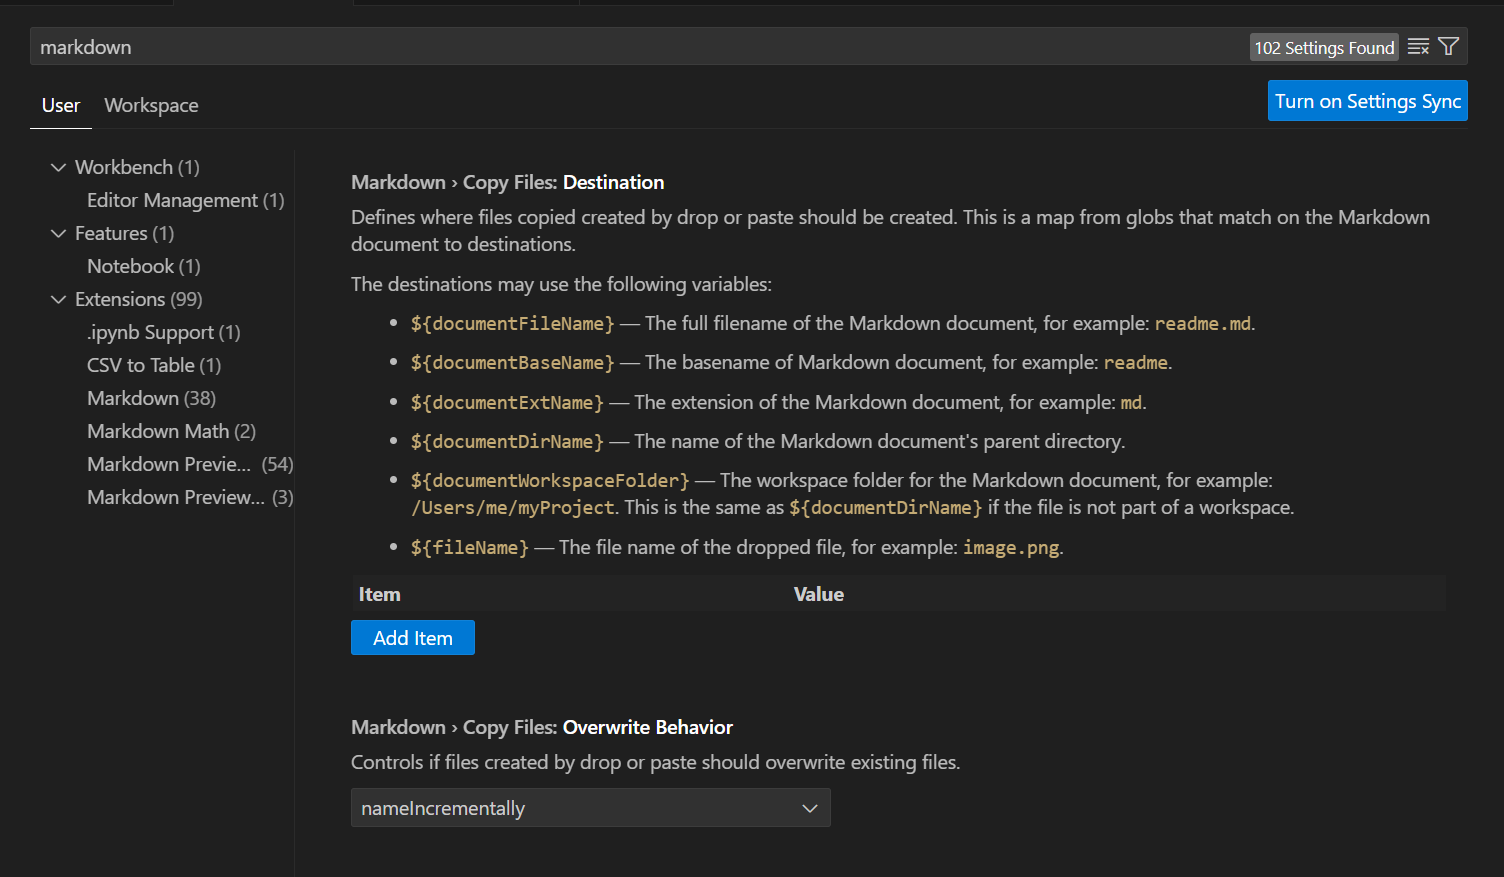 markdown
102 Settings Found
User
Workspace
Turn on Settings Sync
Workbench (1)
Editor Management (1)
Features (1)
Notebook (1)
Extensions (99)
.ipynb Support (1)
CSV to Table (1)
Markdown (38)
Markdown Math (2)
Markdown Previe... (54)
Markdown Preview... (3)
Markdown › Copy Files: Destination
Defines where files copied created by drop or paste should be created. This is a map from globs that match on the Markdown
document to destinations.
The destinations may use the following variables:
• ${documentFileName} — The full filename of the Markdown document, for example: readme.md.
• ${documentBaseName} — The basename of Markdown document, for example: readme.
• ${documentExtName} — The extension of the Markdown document, for example: md.
• ${documentDirName} — The name of the Markdown document's parent directory.
• ${documentWorkspaceFolder} — The workspace folder for the Markdown document, for example:
/Users/me/myProject. This is the same as ${documentDirName} if the file is not part of a workspace.
• ${fileName} — The file name of the dropped file, for example: image.png.
Item
Value
Add Item
Markdown › Copy Files: Overwrite Behavior
Controls if files created by drop or paste should overwrite existing files.
nameIncrementally